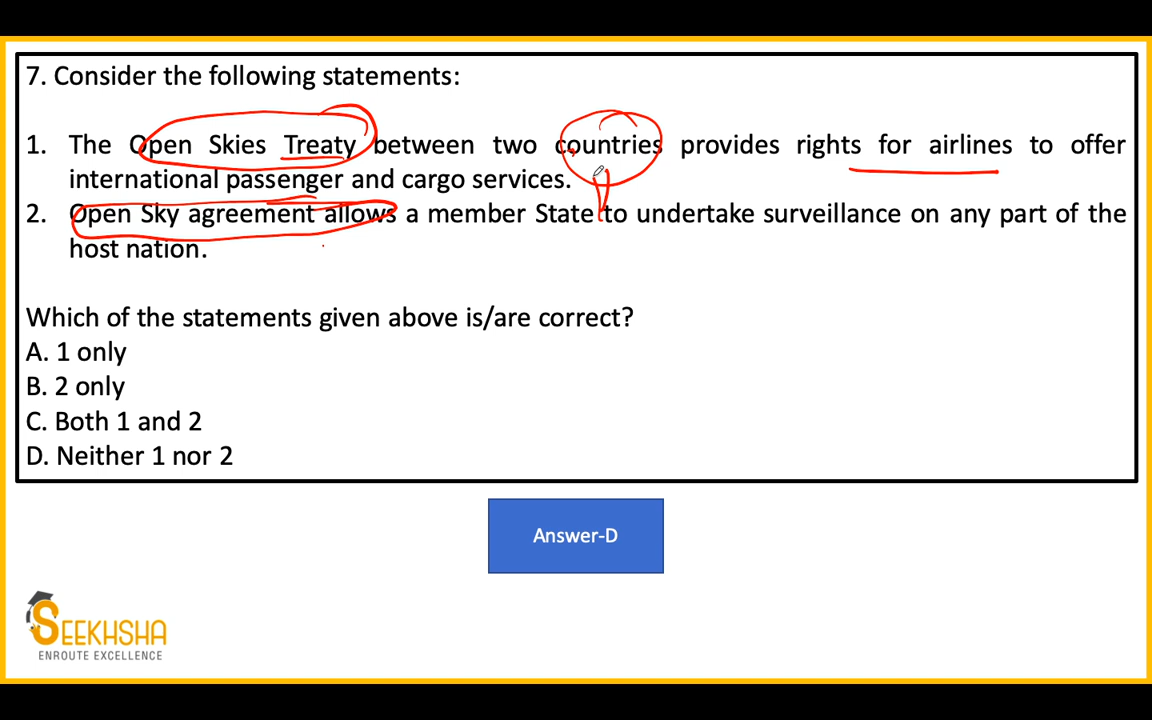 7. Consider the following statements:
1. The Open Skies Treaty between two countries provides rights for airlines to offer
international passenger and cargo services.
2. Open Sky agreement allows a member State to undertake surveillance on any part of the
host nation.
Which of the statements given above is/are correct?
A. 1 only
B. 2 only
C. Both 1 and 2
D. Neither 1 nor 2
Answer-D
SEEKHSHA
ENROUTE EXCELLENCE